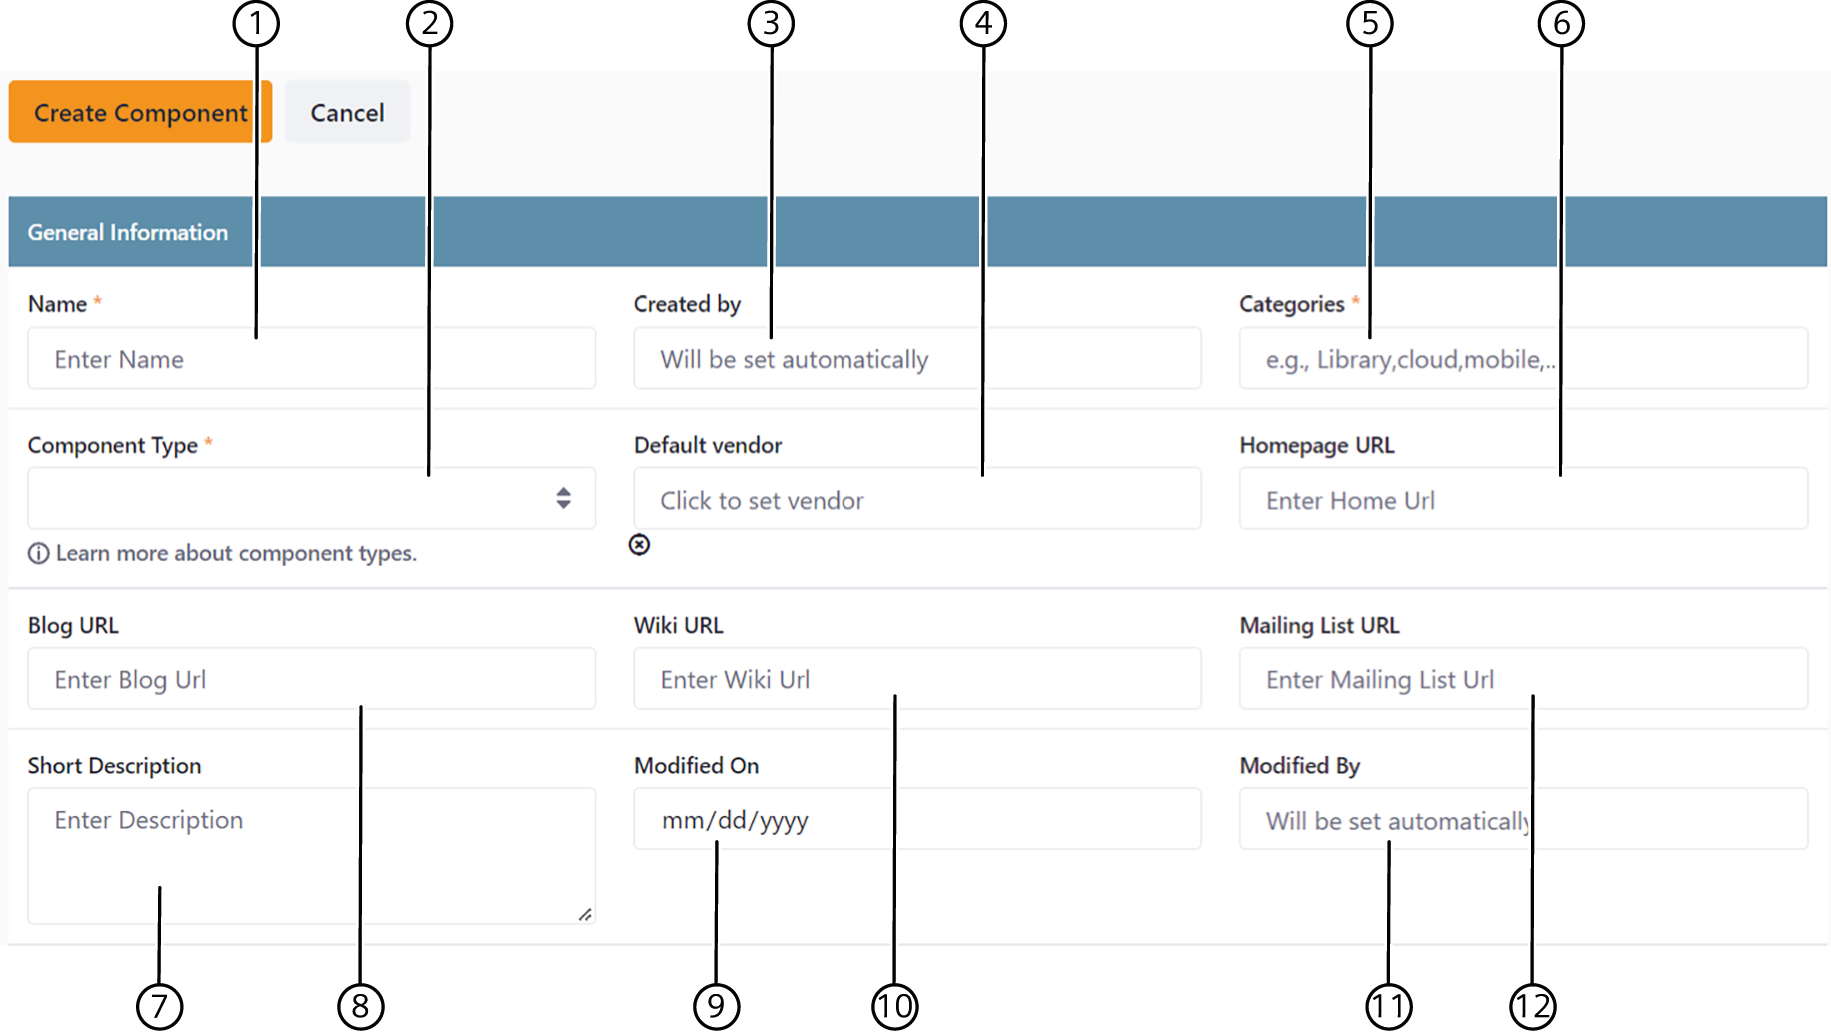 1 2 3 4 5 6
Create Component Cancel
General Information
Name * Created by Categories *
Enter Name Will be set automatically e.g., Library,cloud,mobile,..
Component Type * Default vendor Homepage URL
Click to set vendor Enter Home Url
Learn more about component types.
Blog URL Wiki URL Mailing List URL
Enter Blog Url Enter Wiki Url Enter Mailing List Url
Short Description Modified On Modified By
Enter Description mm/dd/yyyy Will be set automatically
7 8 9 10 11 12